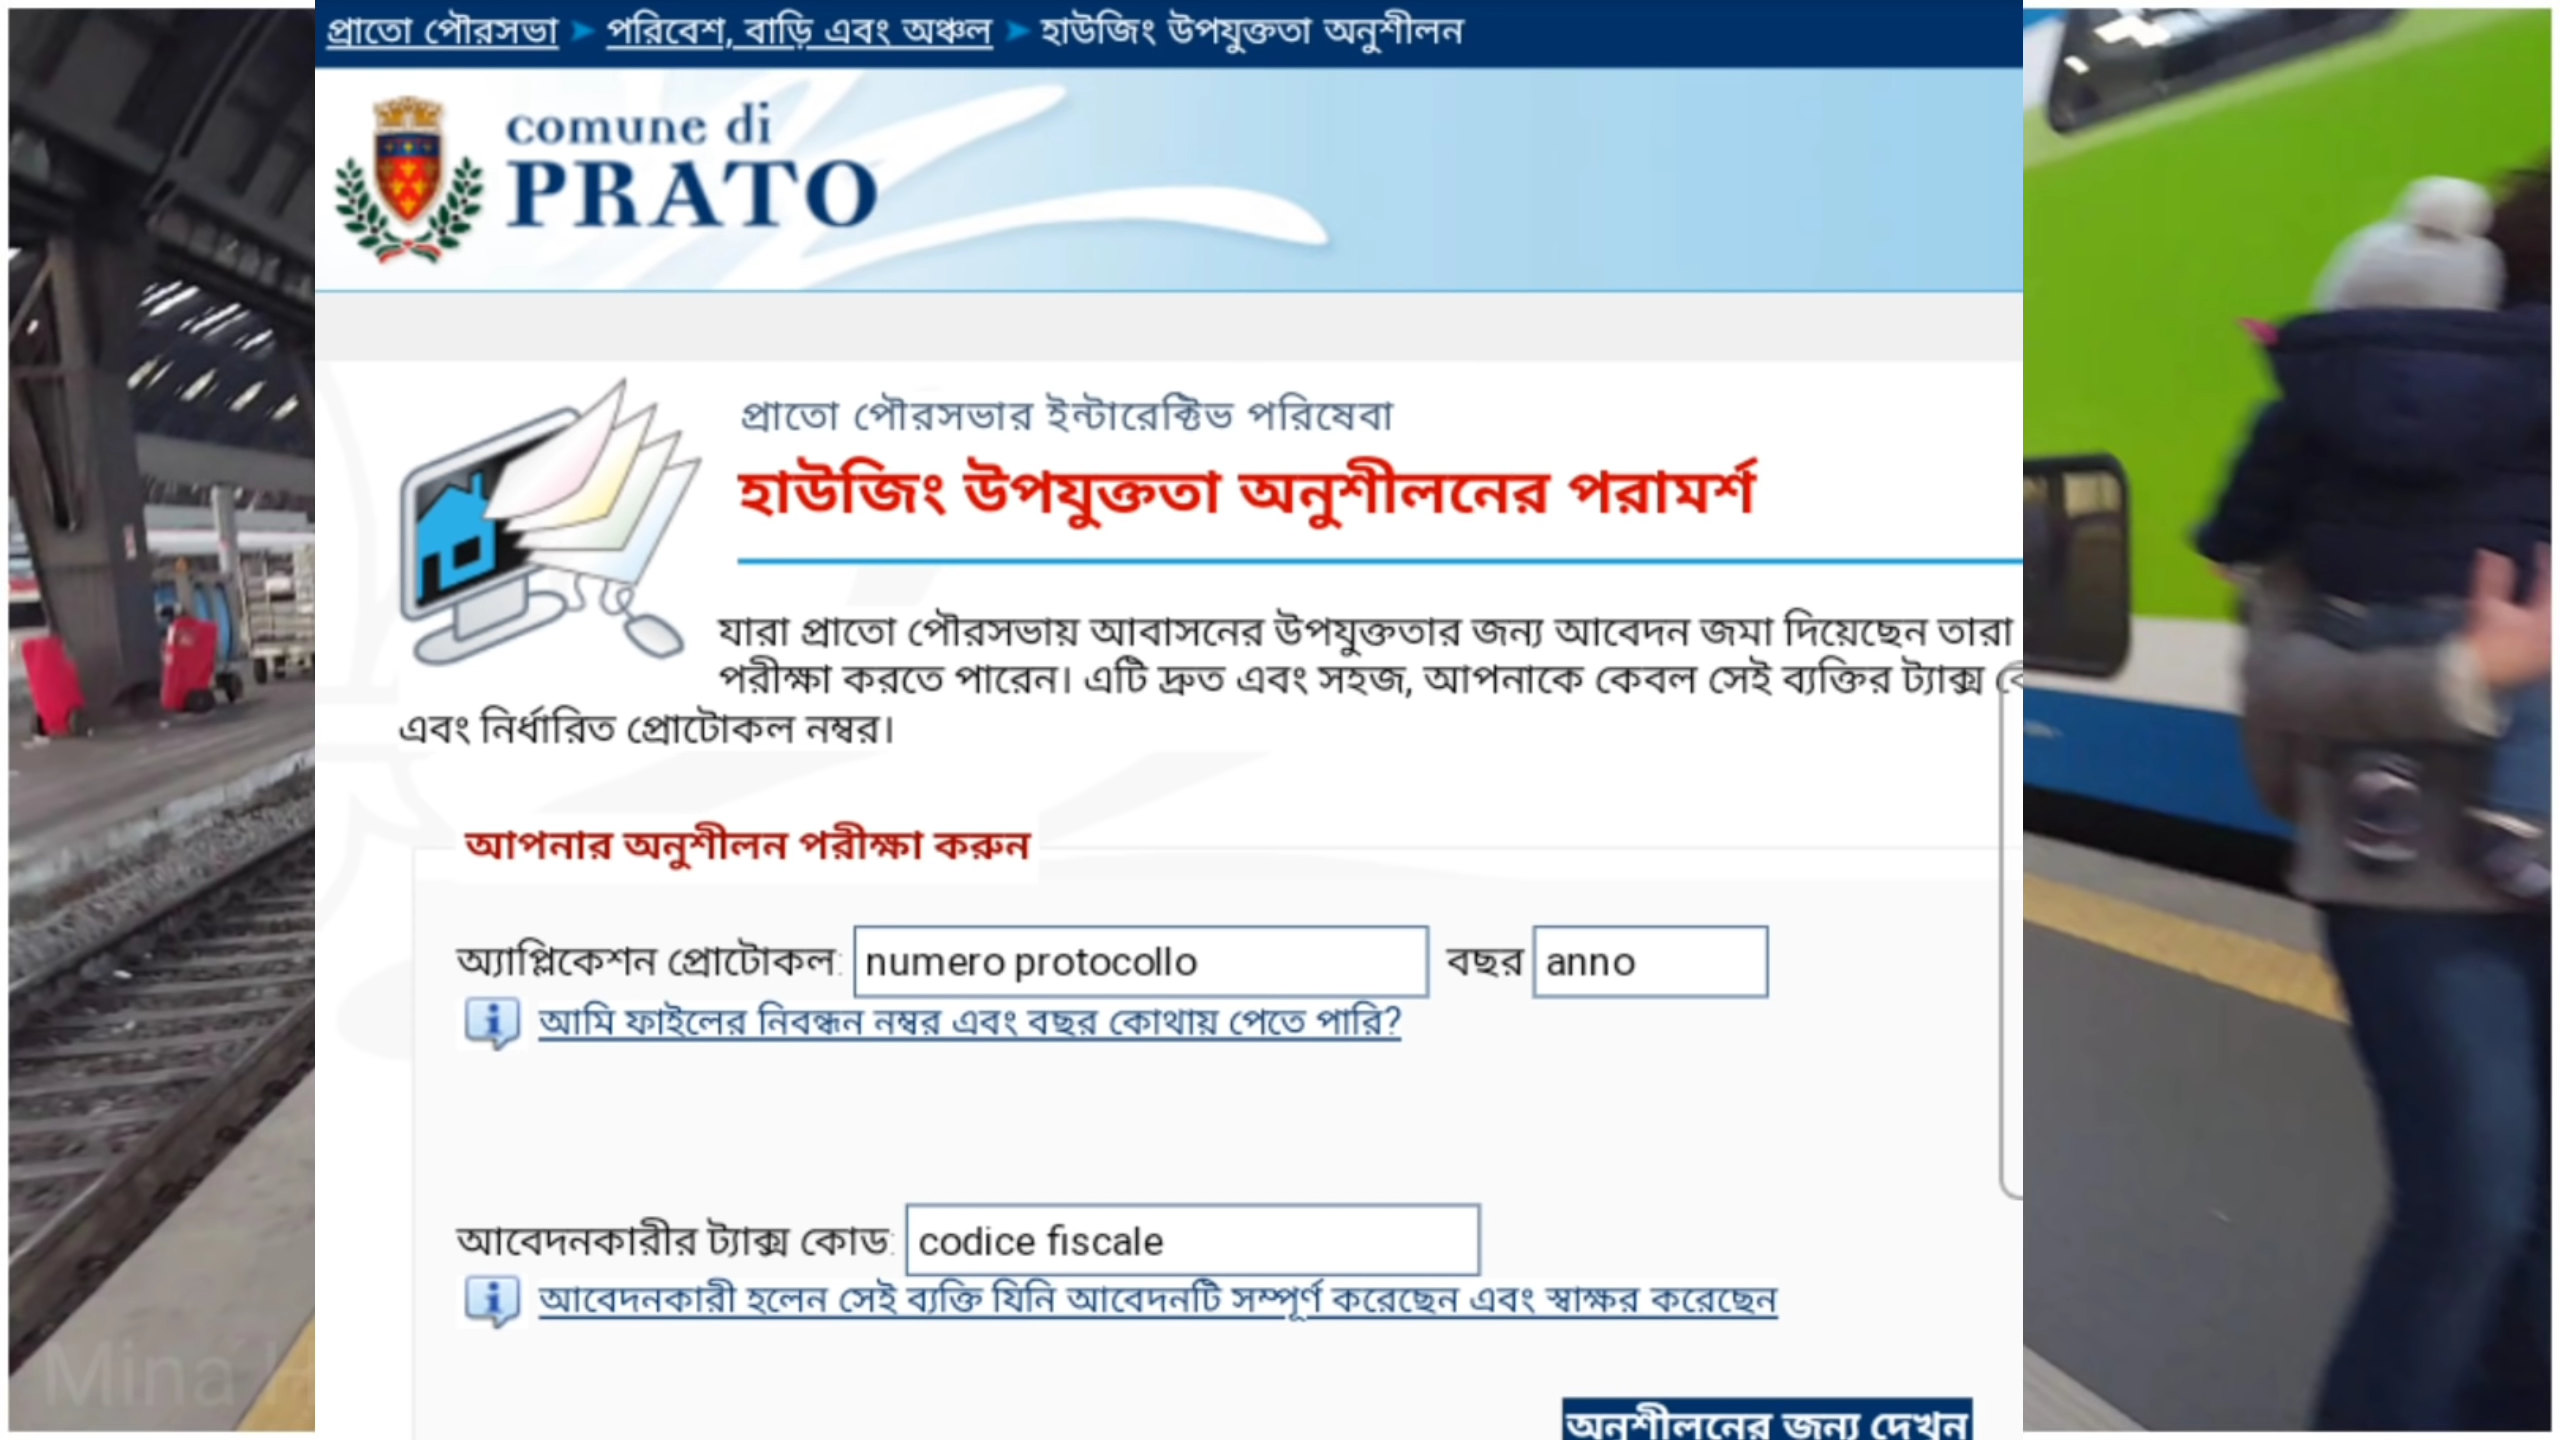 প্রাতো পৌরসভা ➤ পরিবেশ, বাড়ি এবং অঞ্চল ➤ হাউজিং উপযুক্ততা অনুশীলন
comune di
PRATO
প্রাতো পৌরসভার ইন্টারেক্টিভ পরিষেবা
হাউজিং উপযুক্ততা অনুশীলনের পরামর্শ
যারা প্রাতো পৌরসভায় আবাসনের উপযুক্ততার জন্য আবেদন জমা দিয়েছেন তারা
পরীক্ষা করতে পারেন। এটি দ্রুত এবং সহজ, আপনাকে কেবল সেই ব্যক্তির ট্যাক্স
এবং নির্ধারিত প্রোটোকল নম্বর।
আপনার অনুশীলন পরীক্ষা করুন
অ্যাপ্লিকেশন প্রোটোকল: numero protocollo বছর anno
আমি ফাইলের নিবন্ধন নম্বর এবং বছর কোথায় পেতে পারি?
আবেদনকারীর ট্যাক্স কোড: codice fiscale
আবেদনকারী হলেন সেই ব্যক্তি যিনি আবেদনটি সম্পূর্ণ করেছেন এবং স্বাক্ষর করেছেন
অনুশীলনের জন্য দেখুন
Mina